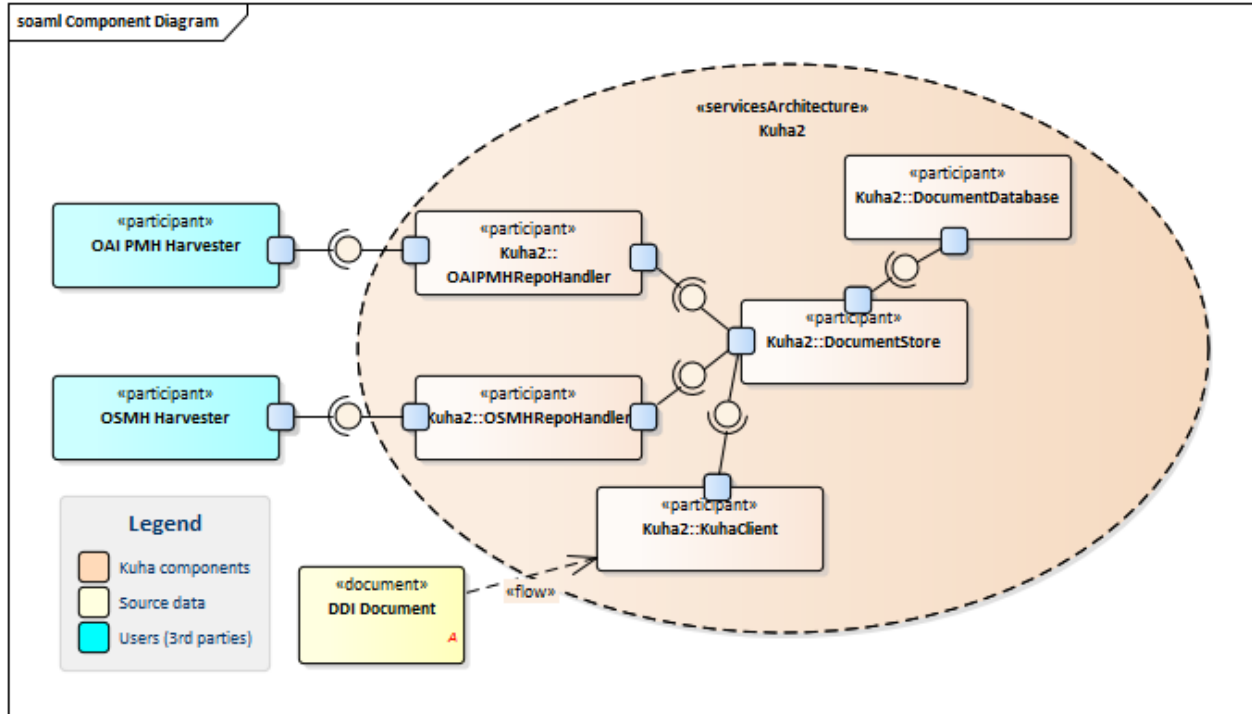 soaml Component Diagram
«servicesArchitecture»
Kuha2
«participant»
Kuha2::DocumentDatabase
«participant»
OAI PMH Harvester
«participant»
Kuha2::
OAIPMHRepoHandler
«participant»
Kuha2::DocumentStore
«participant»
OSMH Harvester
«participant»
Kuha2::OSMHRepoHandler
«participant»
Kuha2::KuhaClient
Legend
Kuha components
Source data
Users (3rd parties)
«document»
DDI Document
A
«flow»